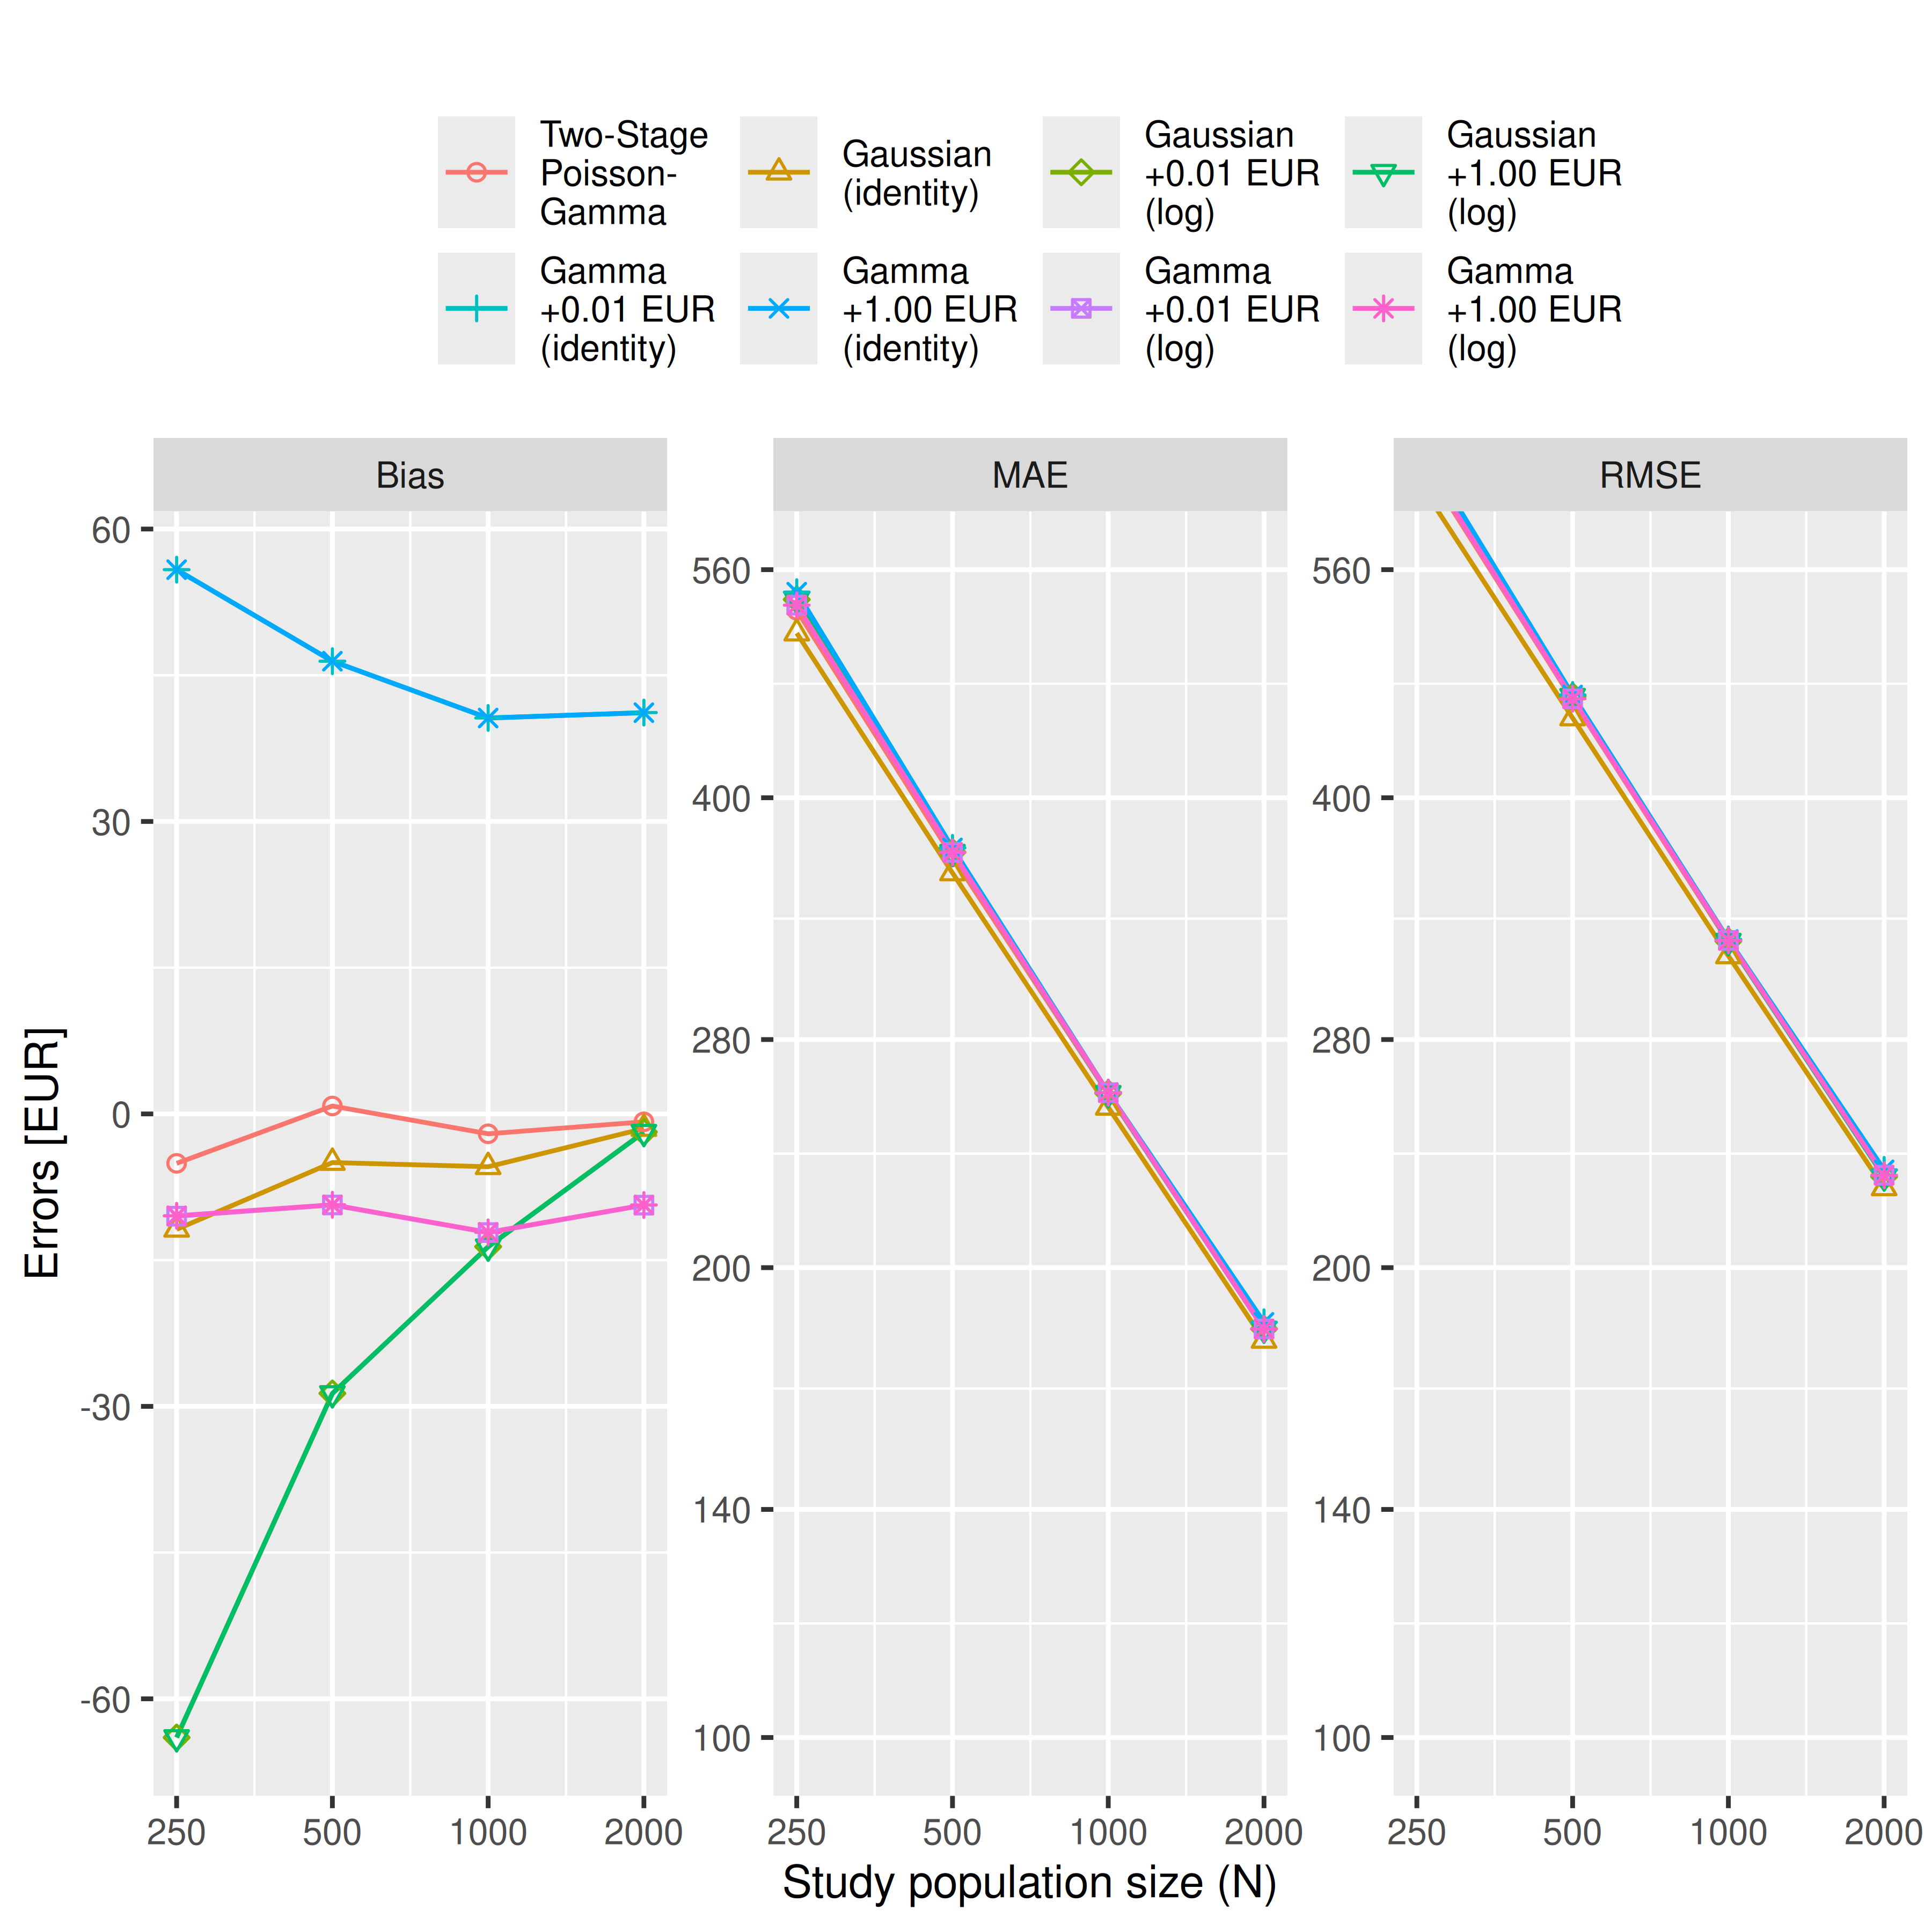 Two-Stage
Poisson-
Gamma
Gaussian
(identity)
Gaussian
+0.01 EUR
(log)
Gaussian
+1.00 EUR
(log)
Gamma
+0.01 EUR
(identity)
Gamma
+1.00 EUR
(identity)
Gamma
+0.01 EUR
(log)
Gamma
+1.00 EUR
(log)
Errors [EUR]
Bias
60
30
0
-30
-60
250 500 1000 2000
MAE
560
400
280
200
140
100
250 500 1000 2000
RMSE
560
400
280
200
140
100
250 500 1000 2000
Study population size (N)